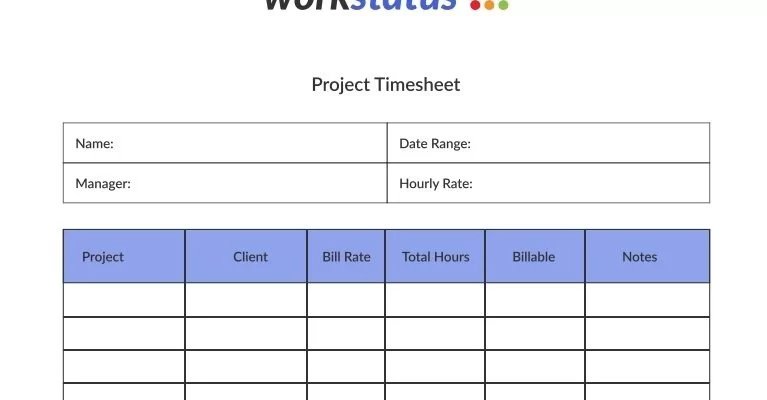 workstatus
Project Timesheet
Name: Date Range:
Manager: Hourly Rate:
Project Client Bill Rate Total Hours Billable Notes